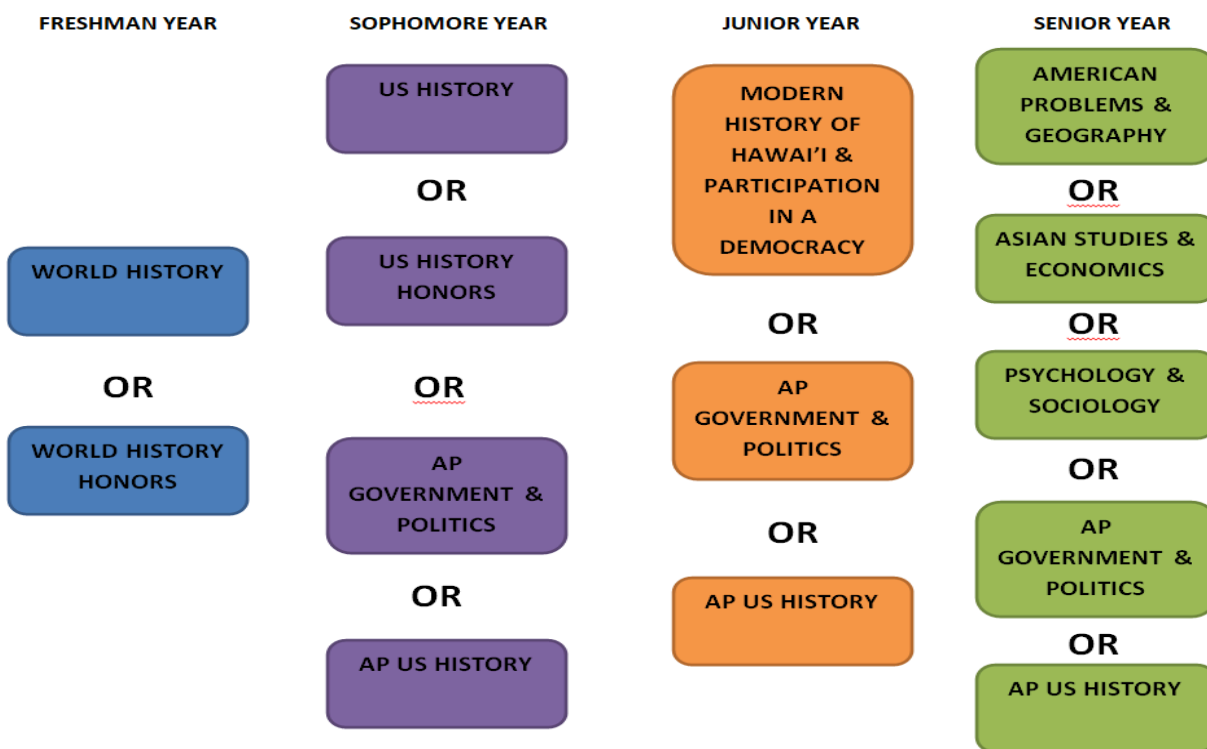 FRESHMAN YEAR
WORLD HISTORY
OR
WORLD HISTORY
HONORS
SOPHOMORE YEAR
US HISTORY
OR
US HISTORY
HONORS
OR
AP
GOVERNMENT &
POLITICS
OR
AP US HISTORY
JUNIOR YEAR
MODERN
HISTORY OF
HAWAI'I &
PARTICIPATION
IN A
DEMOCRACY
OR
AP
GOVERNMENT &
POLITICS
OR
AP US HISTORY
SENIOR YEAR
AMERICAN
PROBLEMS &
GEOGRAPHY
OR
ASIAN STUDIES &
ECONOMICS
OR
PSYCHOLOGY &
SOCIOLOGY
OR
AP
GOVERNMENT &
POLITICS
OR
AP US HISTORY